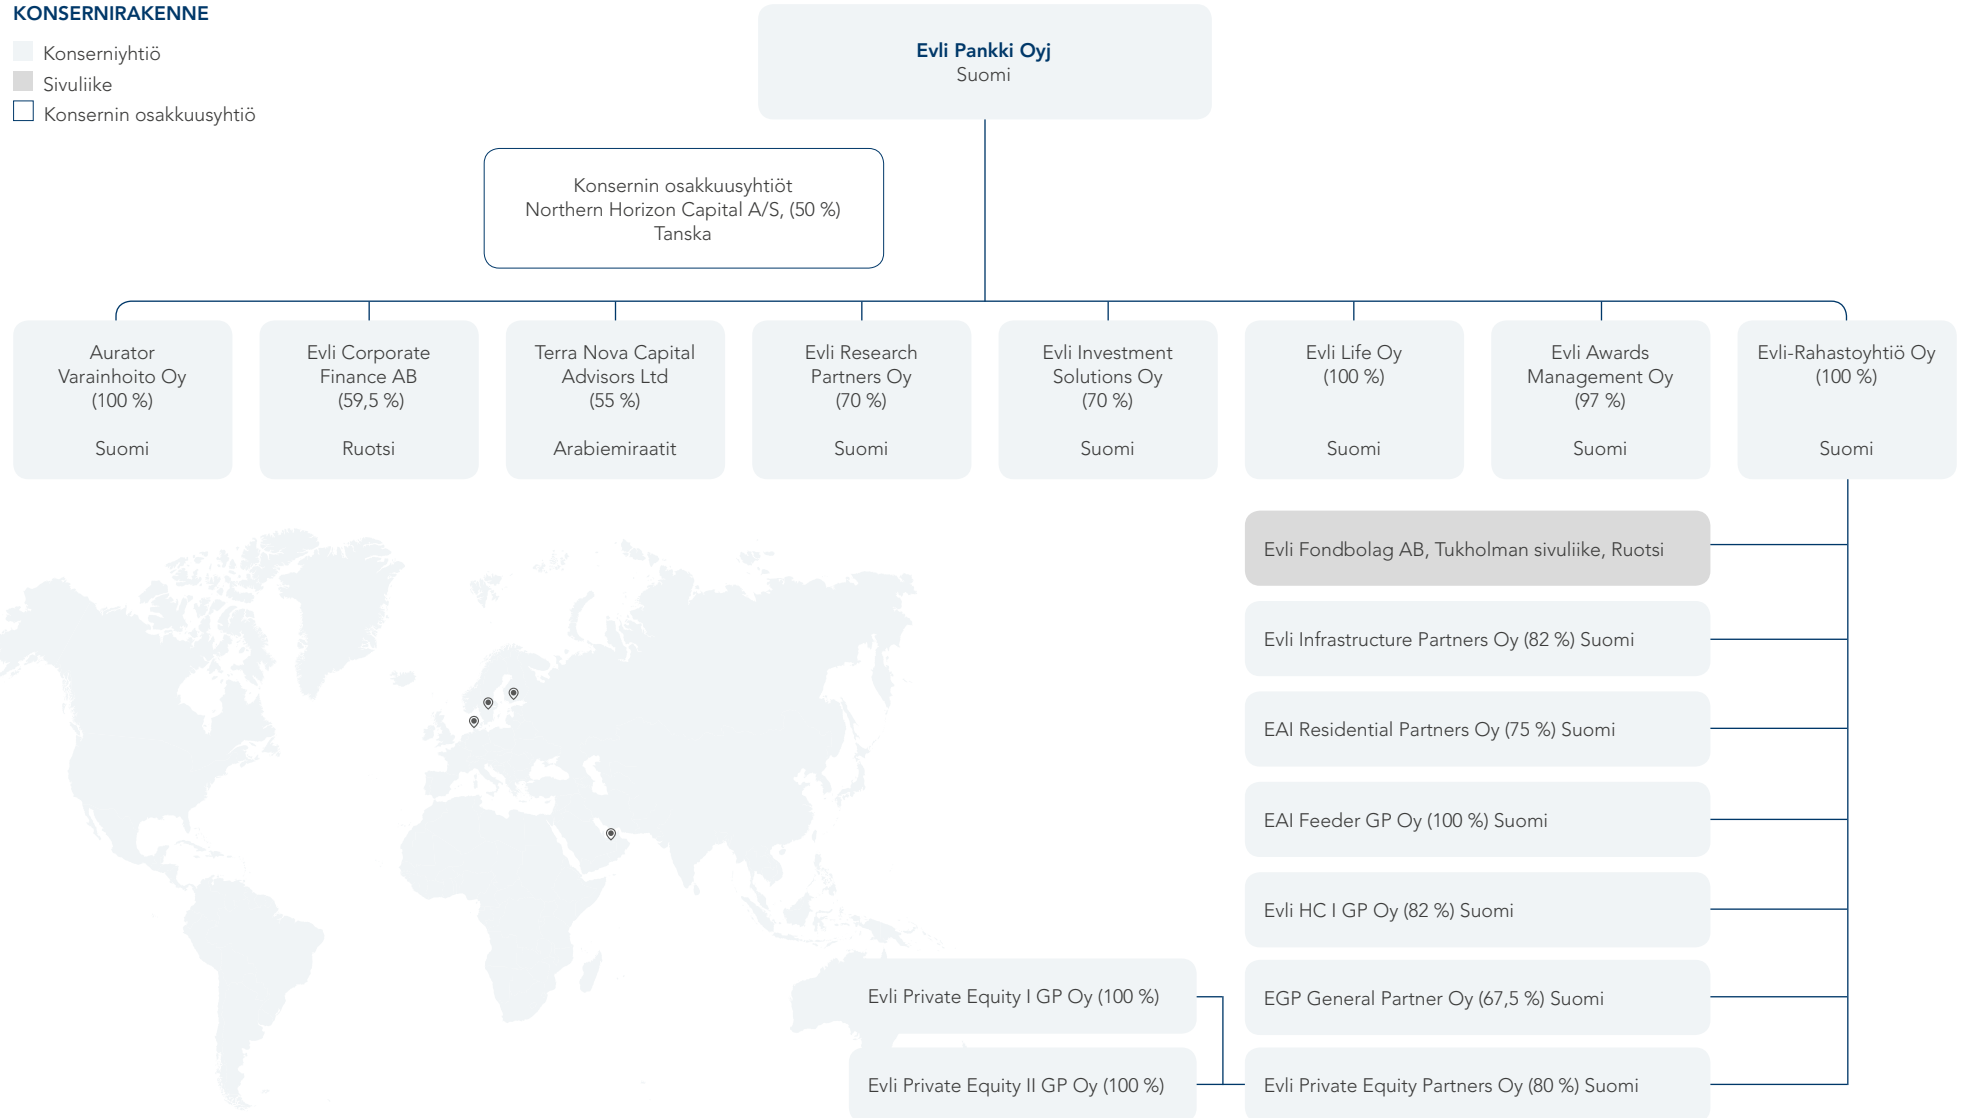 KONSERNIRAKENNE
Konserniyhtiö
Sivuliike
Konsernin osakkuusyhtiö
Evli Pankki Oyj
Suomi
Konsernin osakkuusyhtiöt
Northern Horizon Capital A/S, (50 %)
Tanska
Aurator
Varainhoito Oy
(100 %)
Suomi
Evli Corporate
Finance AB
(59,5 %)
Ruotsi
Terra Nova Capital
Advisors Ltd
(55 %)
Arabiemiraatit
Evli Research
Partners Oy
(70 %)
Suomi
Evli Investment
Solutions Oy
(70 %)
Suomi
Evli Life Oy
(100 %)
Suomi
Evli Awards
Management Oy
(97 %)
Suomi
Evli-Rahastoyhtiö Oy
(100 %)
Suomi
Evli Fondbolag AB, Tukholman sivuliike, Ruotsi
Evli Infrastructure Partners Oy (82 %) Suomi
EAI Residential Partners Oy (75 %) Suomi
EAI Feeder GP Oy (100 %) Suomi
Evli HC I GP Oy (82 %) Suomi
Evli Private Equity I GP Oy (100 %)
EGP General Partner Oy (67,5 %) Suomi
Evli Private Equity II GP Oy (100 %)
Evli Private Equity Partners Oy (80 %) Suomi